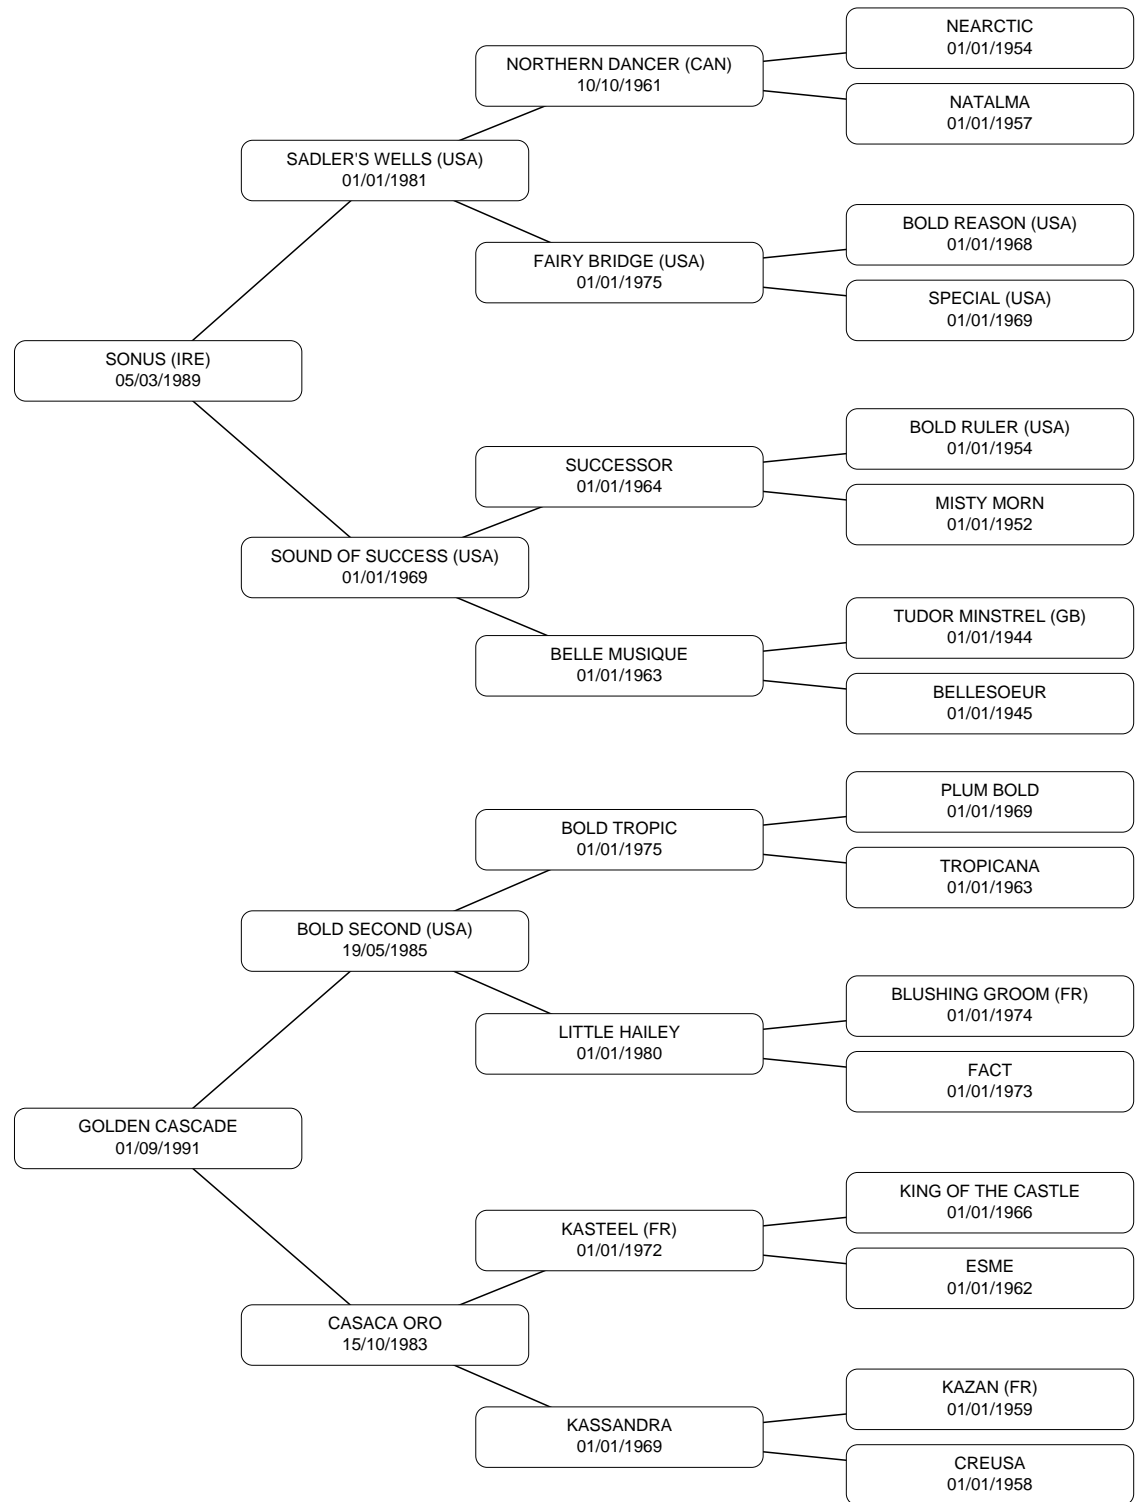 NEARCTIC
01/01/1954
NORTHERN DANCER (CAN)
10/10/1961
NATALMA
01/01/1957
SADLER'S WELLS (USA)
01/01/1981
BOLD REASON (USA)
01/01/1968
FAIRY BRIDGE (USA)
01/01/1975
SPECIAL (USA)
01/01/1969
SONUS (IRE)
05/03/1989
BOLD RULER (USA)
01/01/1954
SUCCESSOR
01/01/1964
MISTY MORN
01/01/1952
SOUND OF SUCCESS (USA)
01/01/1969
TUDOR MINSTREL (GB)
01/01/1944
BELLE MUSIQUE
01/01/1963
BELLESOEUR
01/01/1945
PLUM BOLD
01/01/1969
BOLD TROPIC
01/01/1975
TROPICANA
01/01/1963
BOLD SECOND (USA)
19/05/1985
BLUSHING GROOM (FR)
01/01/1974
LITTLE HAILEY
01/01/1980
FACT
01/01/1973
GOLDEN CASCADE
01/09/1991
KING OF THE CASTLE
01/01/1966
KASTEEL (FR)
01/01/1972
ESME
01/01/1962
CASACA ORO
15/10/1983
KAZAN (FR)
01/01/1959
KASSANDRA
01/01/1969
CREUSA
01/01/1958